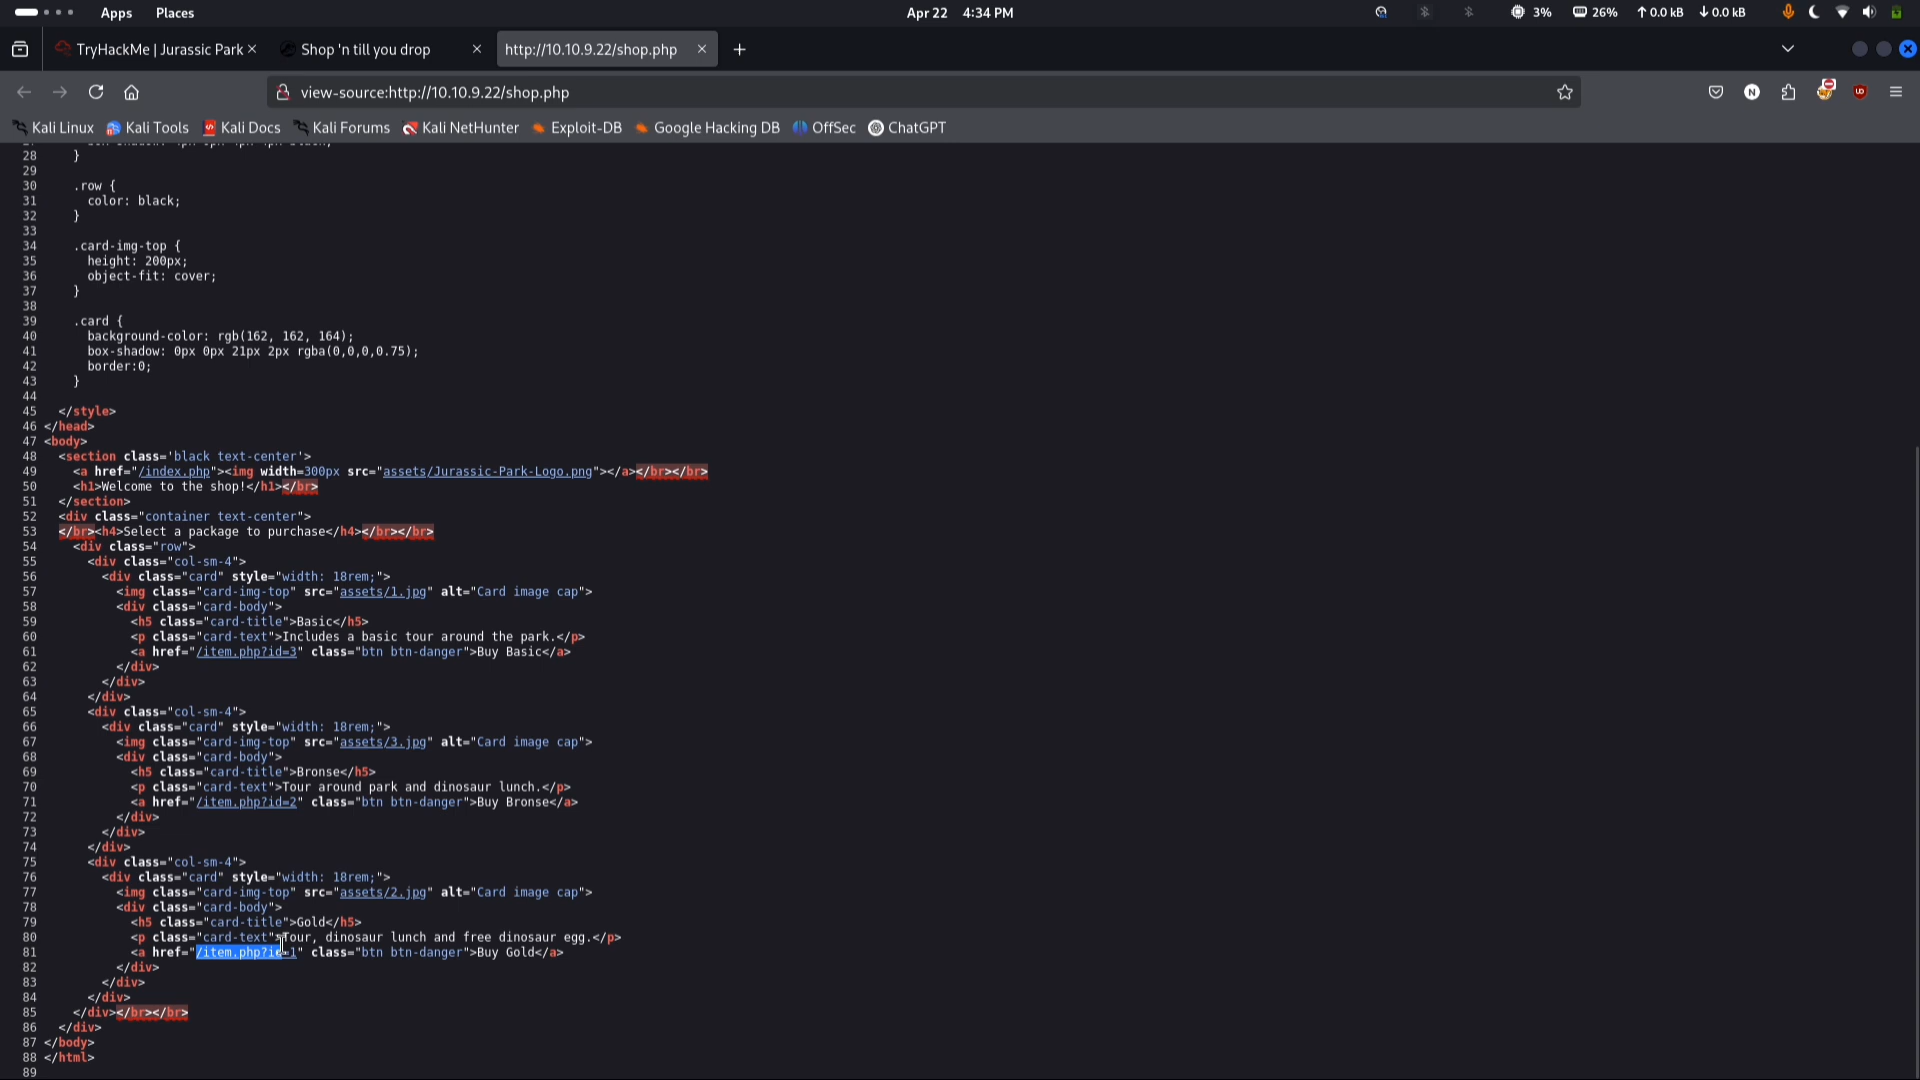 Apps Places Apr 22 4:34 PM 3% 26% ↑0.0 kB ↓0.0 kB
TryHackMe | Jurassic Park × Shop 'n till you drop × http://10.10.9.22/shop.php × +
view-source:http://10.10.9.22/shop.php N UD
Kali Linux Kali Tools Kali Docs Kali Forums Kali NetHunter Exploit-DB Google Hacking DB OffSec ChatGPT
28 }
29
30 .row {
31 color: black;
32 }
33
34 .card-img-top {
35 height: 200px;
36 object-fit: cover;
37 }
38
39 .card {
40 background-color: rgb(162, 162, 164);
41 box-shadow: 0px 0px 21px 2px rgba(0,0,0,0.75);
42 border:0;
43 }
44
45 </style>
46 </head>
47 <body>
48 <section class='black text-center'>
49 <a href="/index.php"><img width=300px src="assets/Jurassic-Park-Logo.png"></a></br></br>
50 <h1>Welcome to the shop!</h1></br>
51 </section>
52 <div class="container text-center">
53 </br><h4>Select a package to purchase</h4></br></br>
54 <div class="row">
55 <div class="col-sm-4">
56 <div class="card" style="width: 18rem;">
57 <img class="card-img-top" src="assets/1.jpg" alt="Card image cap">
58 <div class="card-body">
59 <h5 class="card-title">Basic</h5>
60 <p class="card-text">Includes a basic tour around the park.</p>
61 <a href="/item.php?id=3" class="btn btn-danger">Buy Basic</a>
62 </div>
63 </div>
64 </div>
65 <div class="col-sm-4">
66 <div class="card" style="width: 18rem;">
67 <img class="card-img-top" src="assets/3.jpg" alt="Card image cap">
68 <div class="card-body">
69 <h5 class="card-title">Bronse</h5>
70 <p class="card-text">Tour around park and dinosaur lunch.</p>
71 <a href="/item.php?id=2" class="btn btn-danger">Buy Bronse</a>
72 </div>
73 </div>
74 </div>
75 <div class="col-sm-4">
76 <div class="card" style="width: 18rem;">
77 <img class="card-img-top" src="assets/2.jpg" alt="Card image cap">
78 <div class="card-body">
79 <h5 class="card-title">Gold</h5>
80 <p class="card-text">Tour, dinosaur lunch and free dinosaur egg.</p>
81 <a href="/item.php?id=1" class="btn btn-danger">Buy Gold</a>
82 </div>
83 </div>
84 </div>
85 </div></br></br>
86 </div>
87 </body>
88 </html>
89